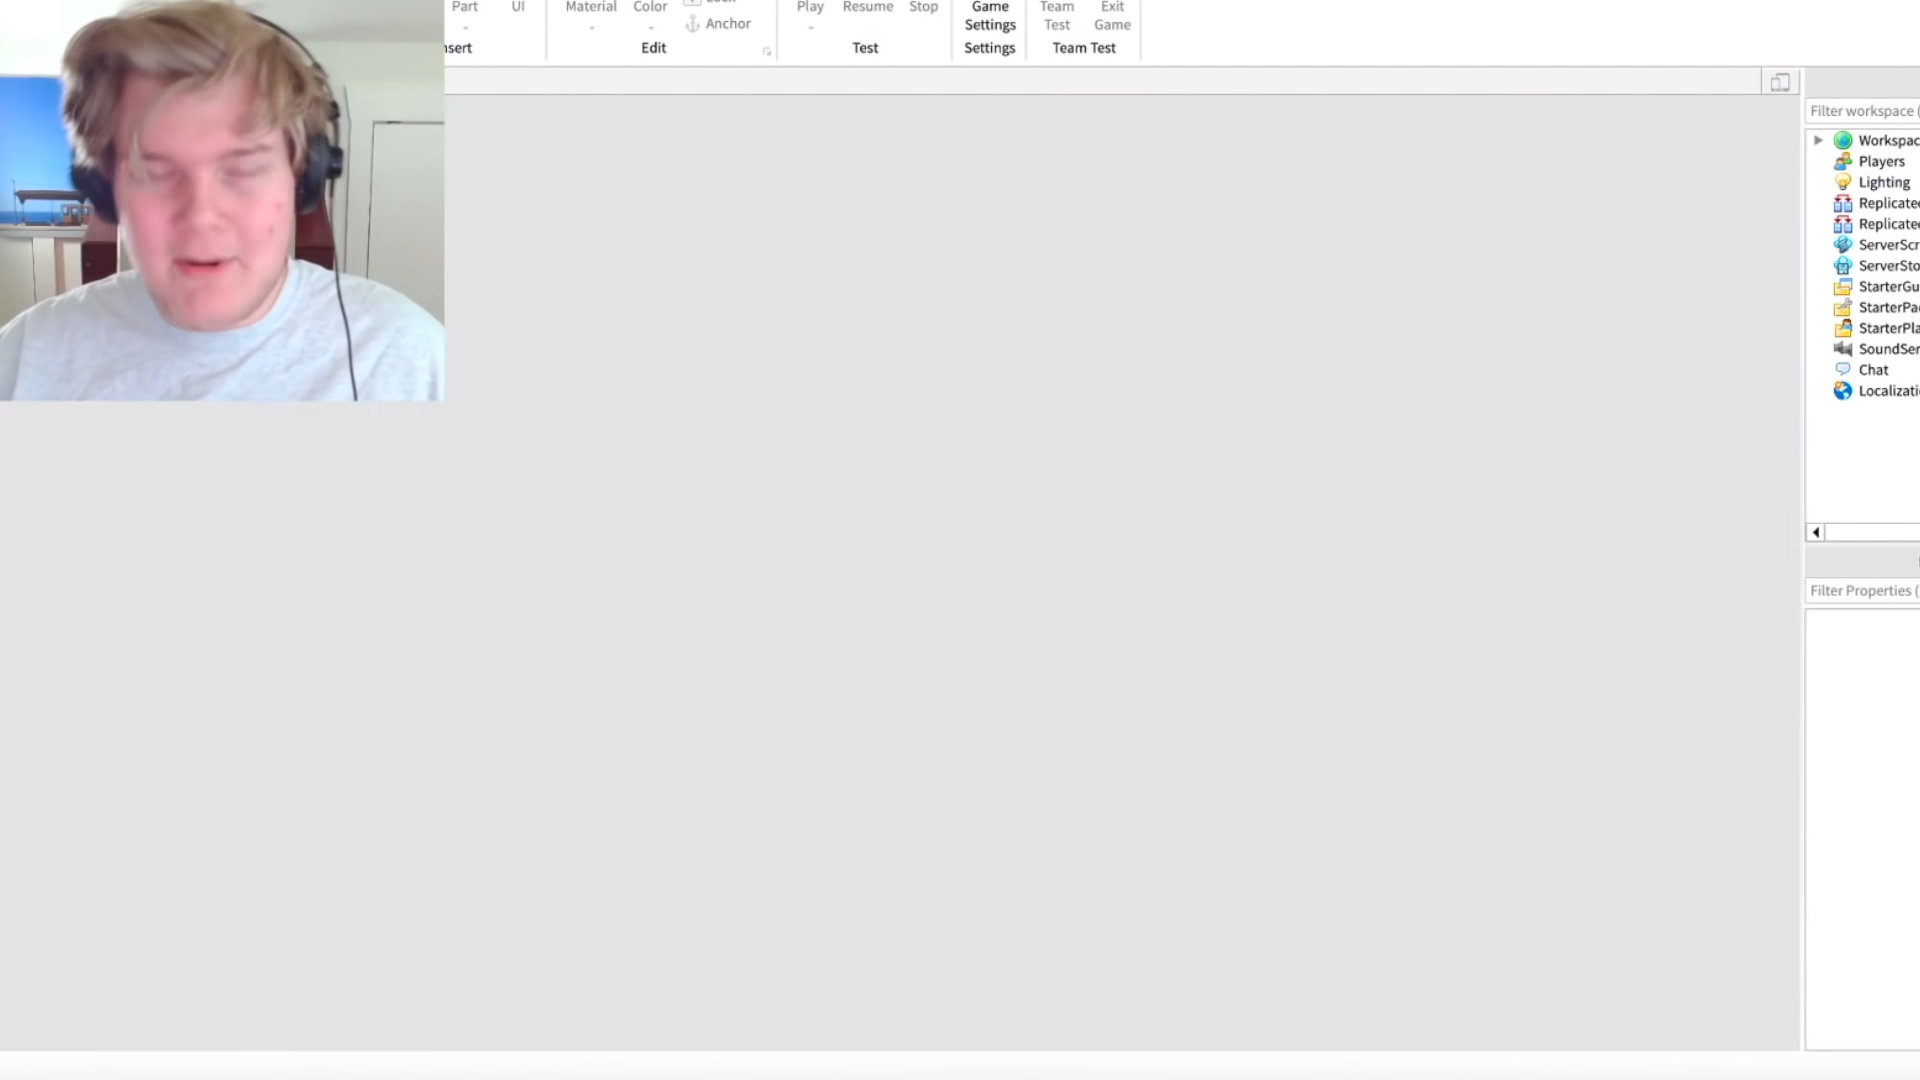 Part UI Material Color Lock Play Resume Stop Game Settings Team Test Exit Game
Anchor
Edit Test Settings Team Test
Filter workspace (
Workspac
Players
Lighting
Replicate
Replicate
ServerScr
ServerSto
StarterGu
StarterPa
StarterPla
SoundSer
Chat
Localizati
Filter Properties (